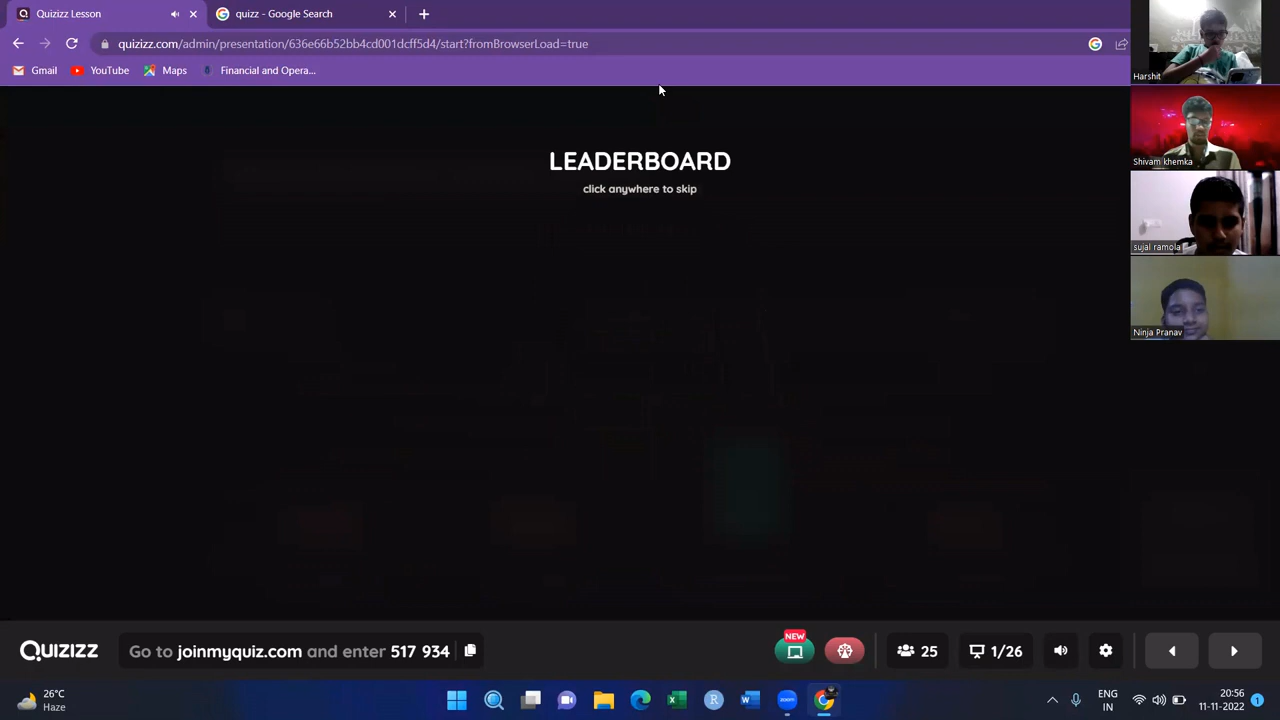 Quizizz Lesson
quizz - Google Search
quizizz.com/admin/presentation/636e66b52bb4cd001dcff5d4/start?fromBrowserLoad=true
Gmail
YouTube
Maps
Financial and Opera...
Harshit
Shivam khemka
sujal ramola
Ninja Pranav
LEADERBOARD
click anywhere to skip
QUIZIZZ
Go to joinmyquiz.com and enter 517 934
NEW
25
1/26
26°C
Haze
ENG
IN
20:56
11-11-2022
1